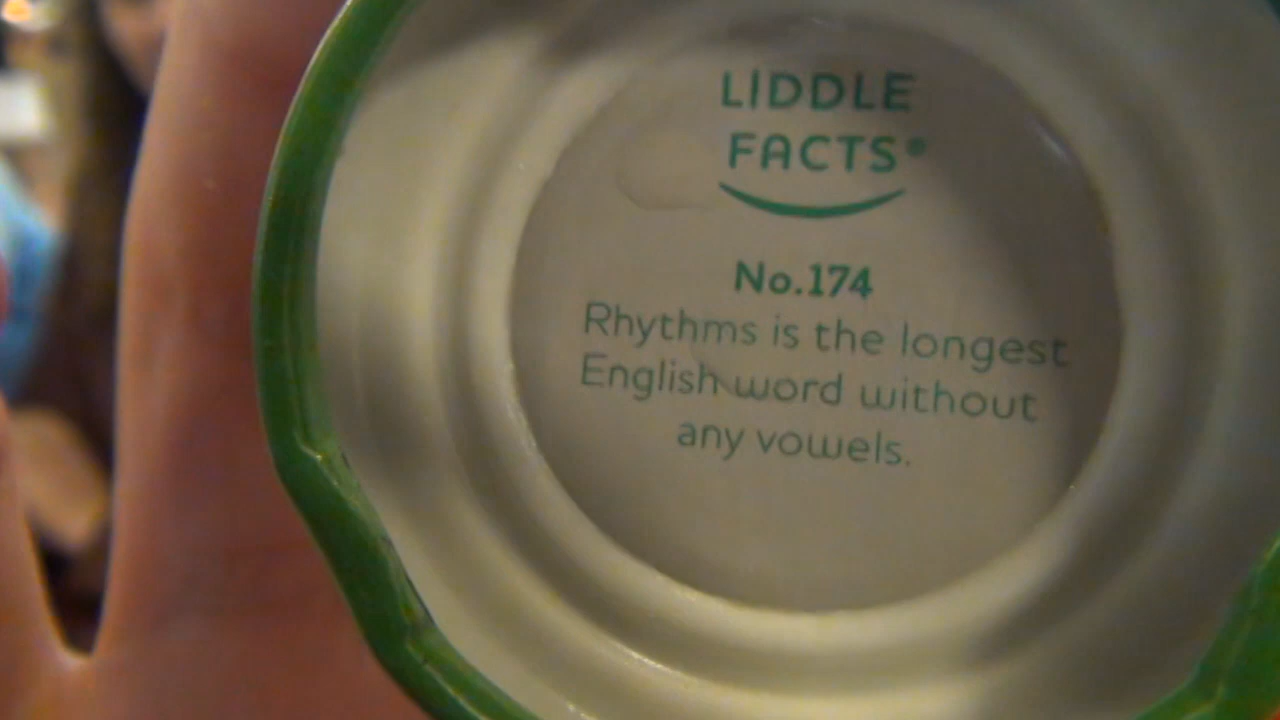 LIDDLE
FACTS®
No.174
Rhythms is the longest
English word without
any vowels.